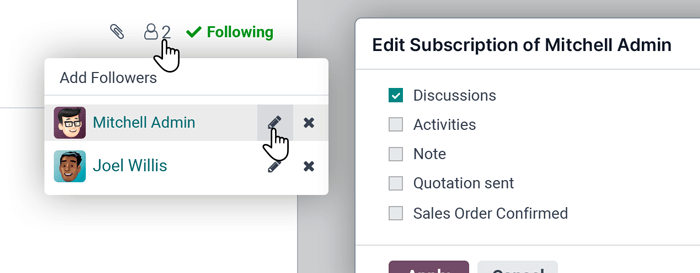 2
Following
Add Followers
Mitchell Admin
Joel Willis
Edit Subscription of Mitchell Admin
Discussions
Activities
Note
Quotation sent
Sales Order Confirmed